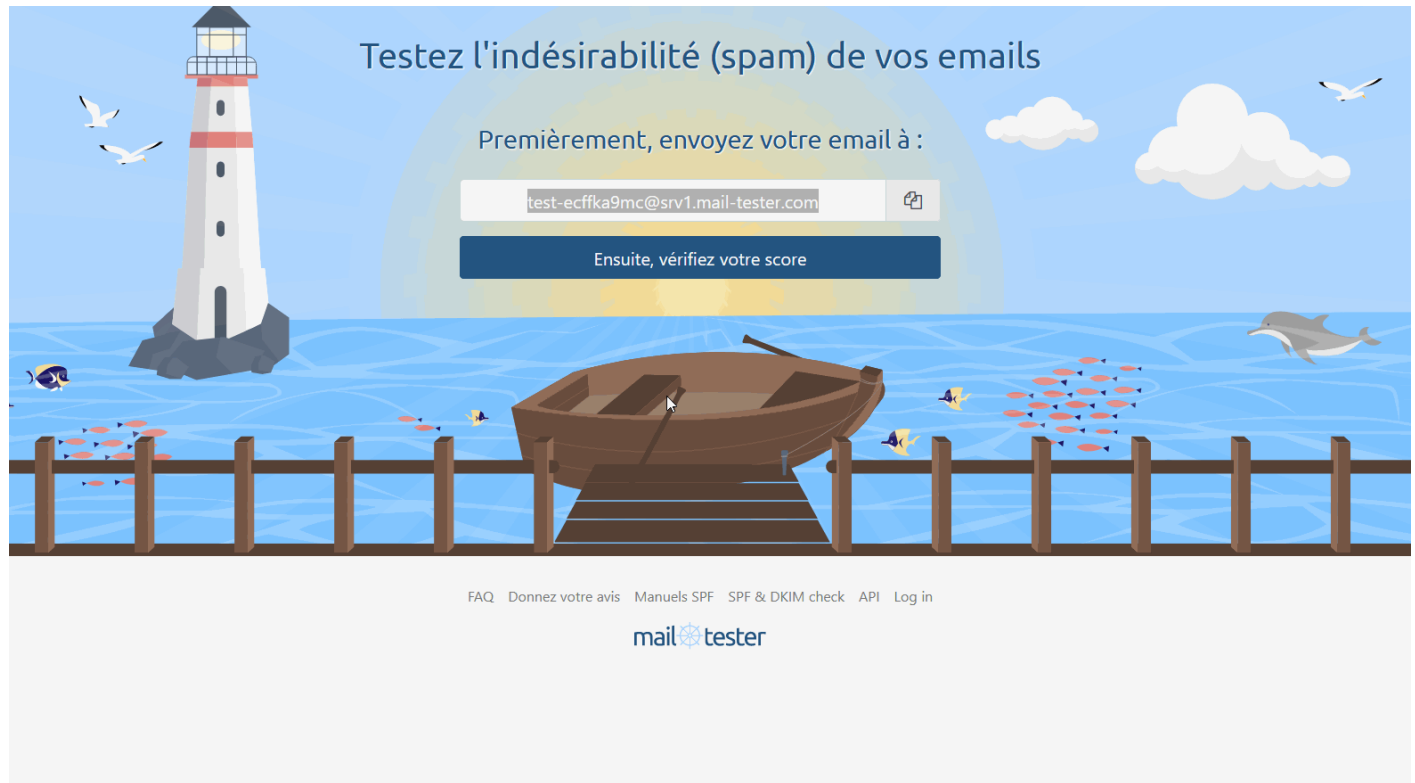 Testez l'indésirabilité (spam) de vos emails
Premièrement, envoyez votre email à :
test-ecffka9mc@srv1.mail-tester.com
Ensuite, vérifiez votre score
FAQ Donnez votre avis Manuels SPF SPF & DKIM check API Log in
mail tester